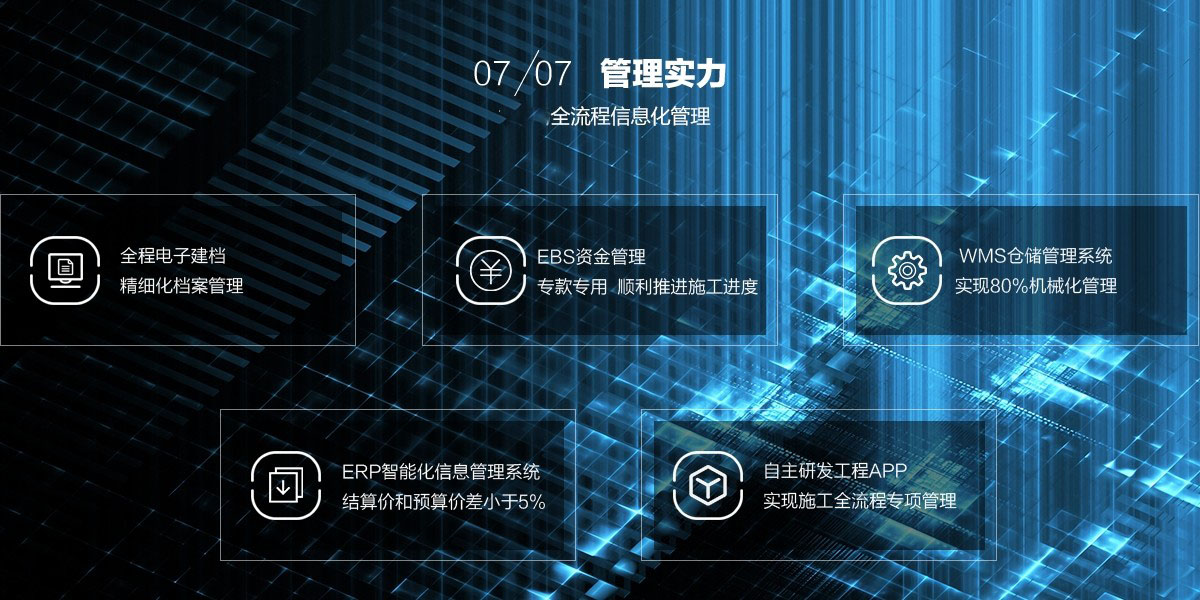 07/07 管理实力
全流程信息化管理
全程电子建档
精细化档案管理
EBS资金管理
专款专用 顺利推进施工进度
WMS仓储管理系统
实现80%机械化管理
ERP智能化信息管理系统
结算价和预算价差小于5%
自主研发工程APP
实现施工全流程专项管理